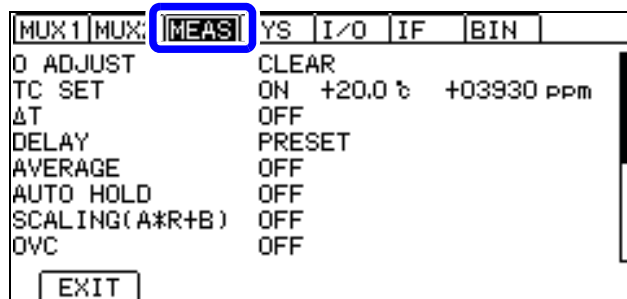 MUX1 MUX: MEAS YS I/O IF BIN
0 ADJUST CLEAR
TC SET ON +20.0 ℃ +03930 ppm
ΔT OFF
DELAY PRESET
AVERAGE OFF
AUTO HOLD OFF
SCALING(A*R+B) OFF
OVC OFF
EXIT